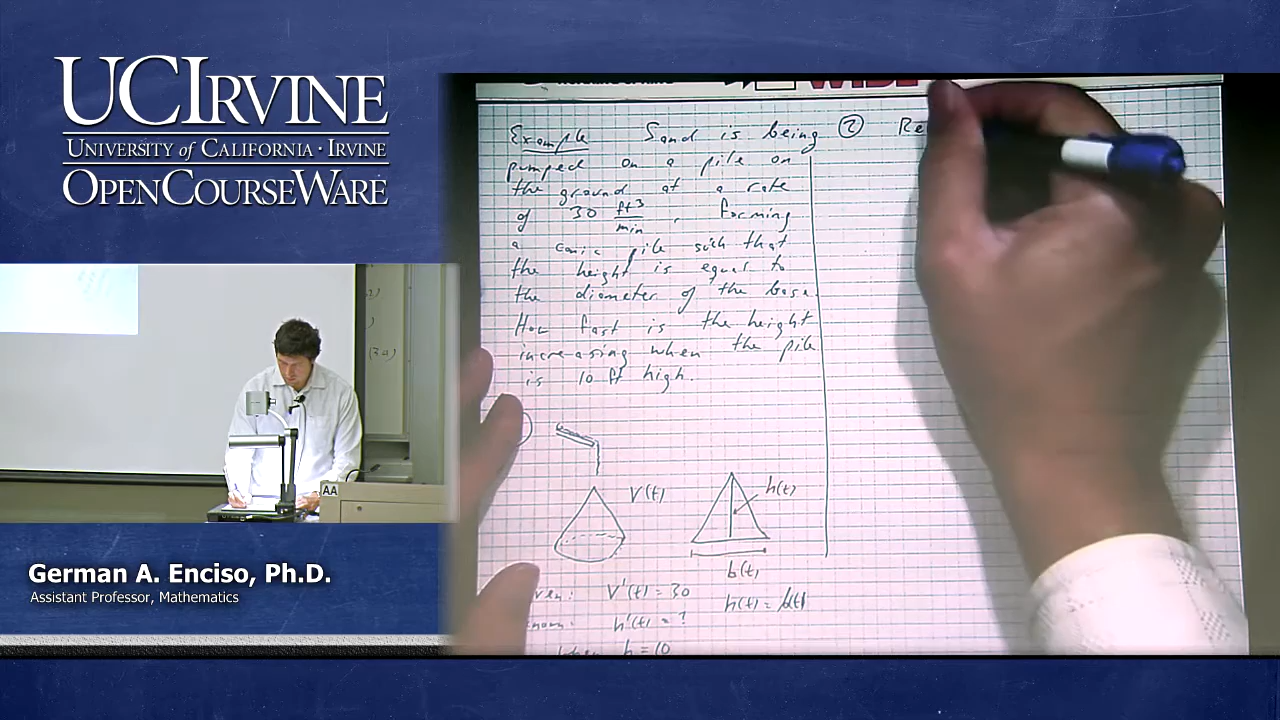 UCIRVINE
UNIVERSITY of CALIFORNIA · IRVINE
OPENCOURSEWARE
AA
German A. Enciso, Ph.D.
Assistant Professor, Mathematics
Example Sand is being
pumped on a pile on
the ground at a rate
of 30 ft³/min, forming
a conic pile such that
the height is equal to
the diameter of the base.
How fast is the height
increasing when the pile
is 10 ft high.
V(t)
h(t)
b(t)
V'(t) = 30
h(t) = b(t)
h'(t) = ?
when h = 10
② Re